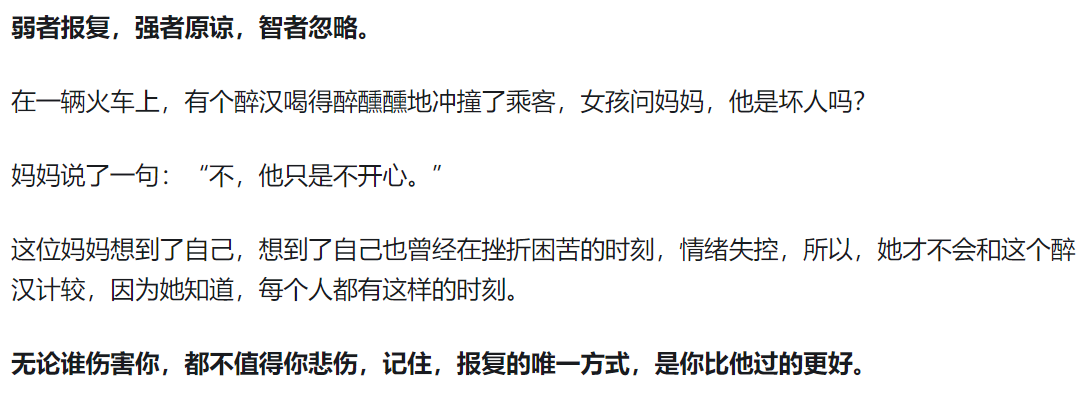 弱者报复，强者原谅，智者忽略。
在一辆火车上，有个醉汉喝得醉醺醺地冲撞了乘客，女孩问妈妈，他是坏人吗？
妈妈说了一句：“不，他只是不开心。”
这位妈妈想到了自己，想到了自己也曾经在挫折困苦的时刻，情绪失控，所以，她才不会和这个醉
汉计较，因为她知道，每个人都有这样的时刻。
无论谁伤害你，都不值得你悲伤，记住，报复的唯一方式，是你比他过的更好。